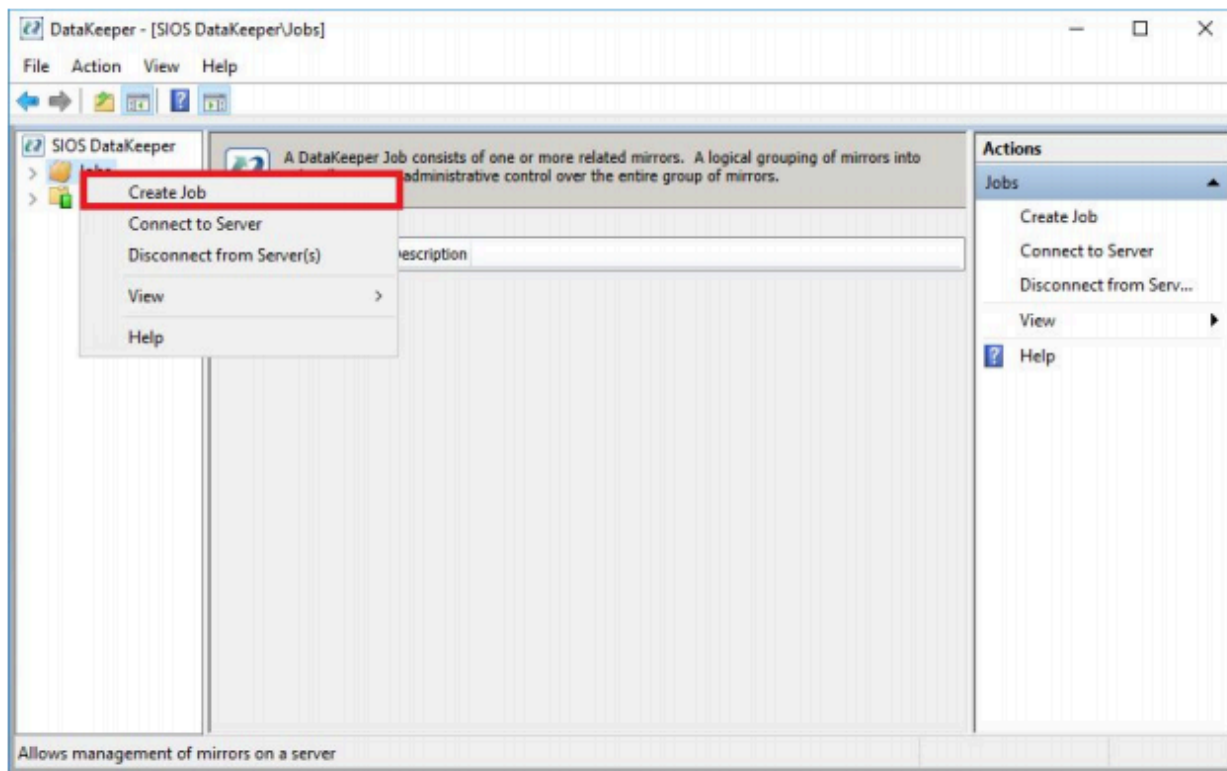 DataKeeper - [SIOS DataKeeper\Jobs]
File Action View Help
SIOS DataKeeper
Jobs
A DataKeeper Job consists of one or more related mirrors. A logical grouping of mirrors into
administrative control over the entire group of mirrors.
Create Job
Connect to Server
Disconnect from Server(s)
View
Help
escription
Actions
Jobs
Create Job
Connect to Server
Disconnect from Serv...
View
Help
Allows management of mirrors on a server